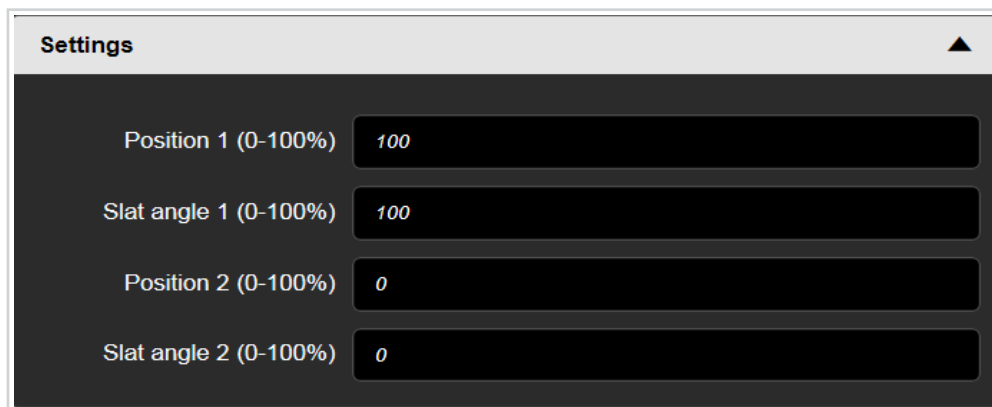 Settings
Position 1 (0-100%) 100
Slat angle 1 (0-100%) 100
Position 2 (0-100%) 0
Slat angle 2 (0-100%) 0